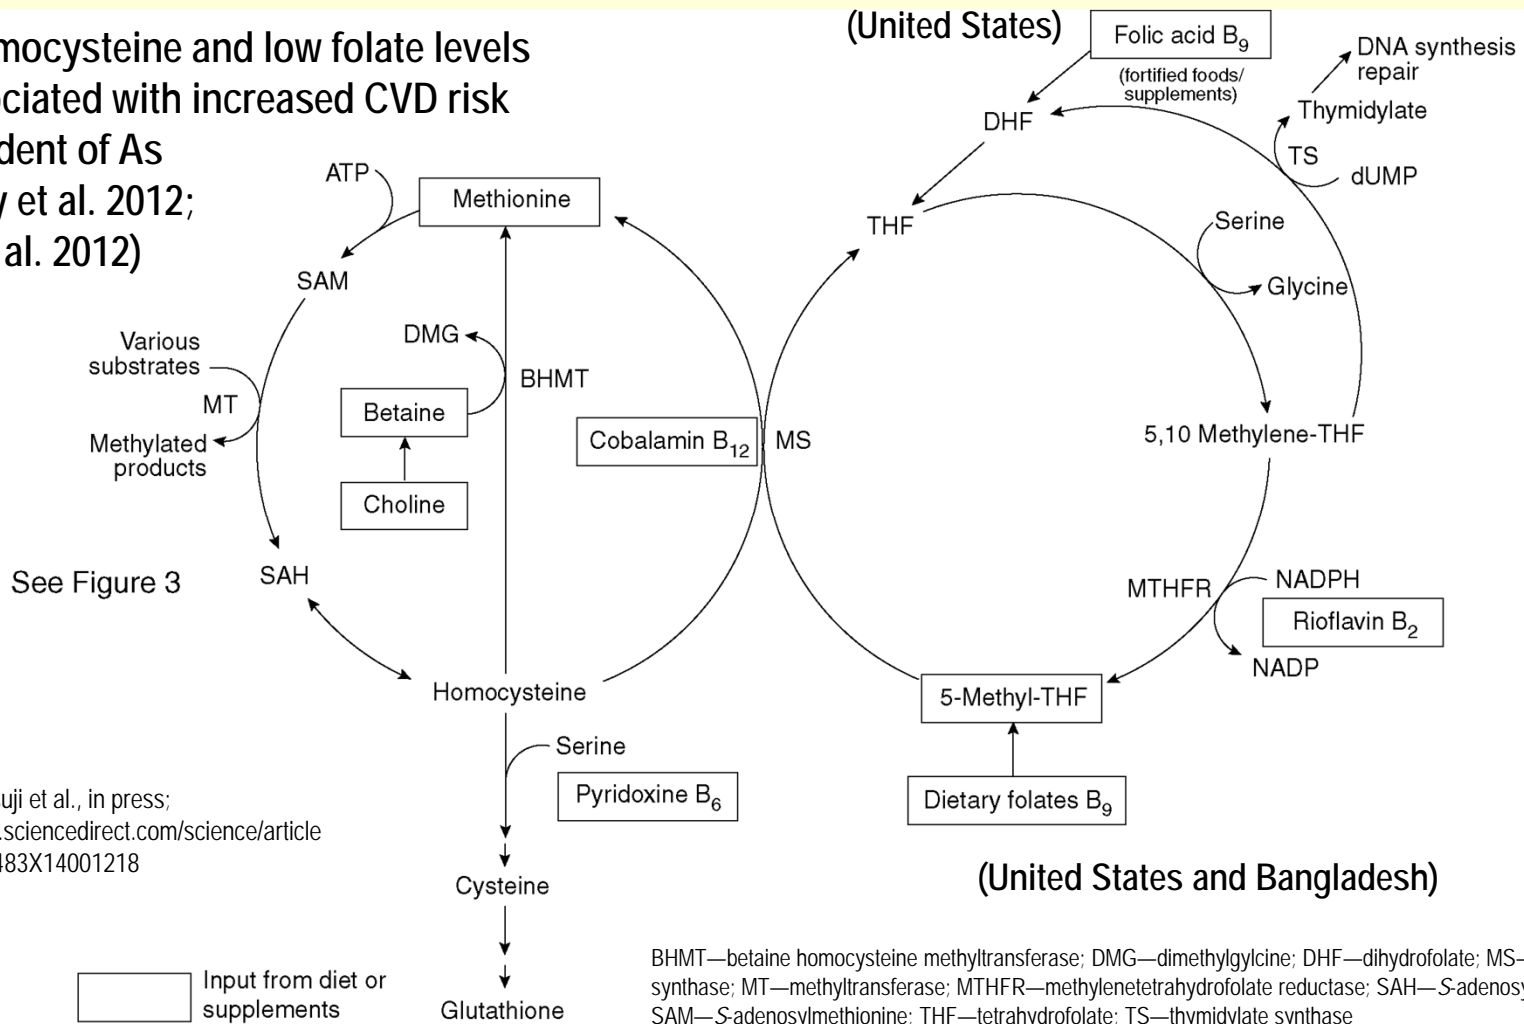 mocysteine and low folate levels
ociated with increased CVD risk
dent of As
y et al. 2012;
al. 2012)
(United States)
Folic acid B9
(fortified foods/
supplements)
DNA synthesis
repair
Thymidylate
DHF
TS
dUMP
ATP
Methionine
THF
Serine
SAM
Glycine
Various
substrates
DMG
BHMT
MT
Betaine
Methylated
products
Cobalamin B12
MS
5,10 Methylene-THF
Choline
See Figure 3
SAH
MTHFR
NADPH
Rioflavin B2
NADP
Homocysteine
5-Methyl-THF
Serine
Pyridoxine B6
Dietary folates B9
uji et al., in press;
.sciencedirect.com/science/article
483X14001218
Cysteine
(United States and Bangladesh)
Input from diet or
supplements
Glutathione
BHMT—betaine homocysteine methyltransferase; DMG—dimethylgylcine; DHF—dihydrofolate; MS—
synthase; MT—methyltransferase; MTHFR—methylenetetrahydrofolate reductase; SAH—S-adenosy
SAM—S-adenosylmethionine; THF—tetrahydrofolate; TS—thymidylate synthase